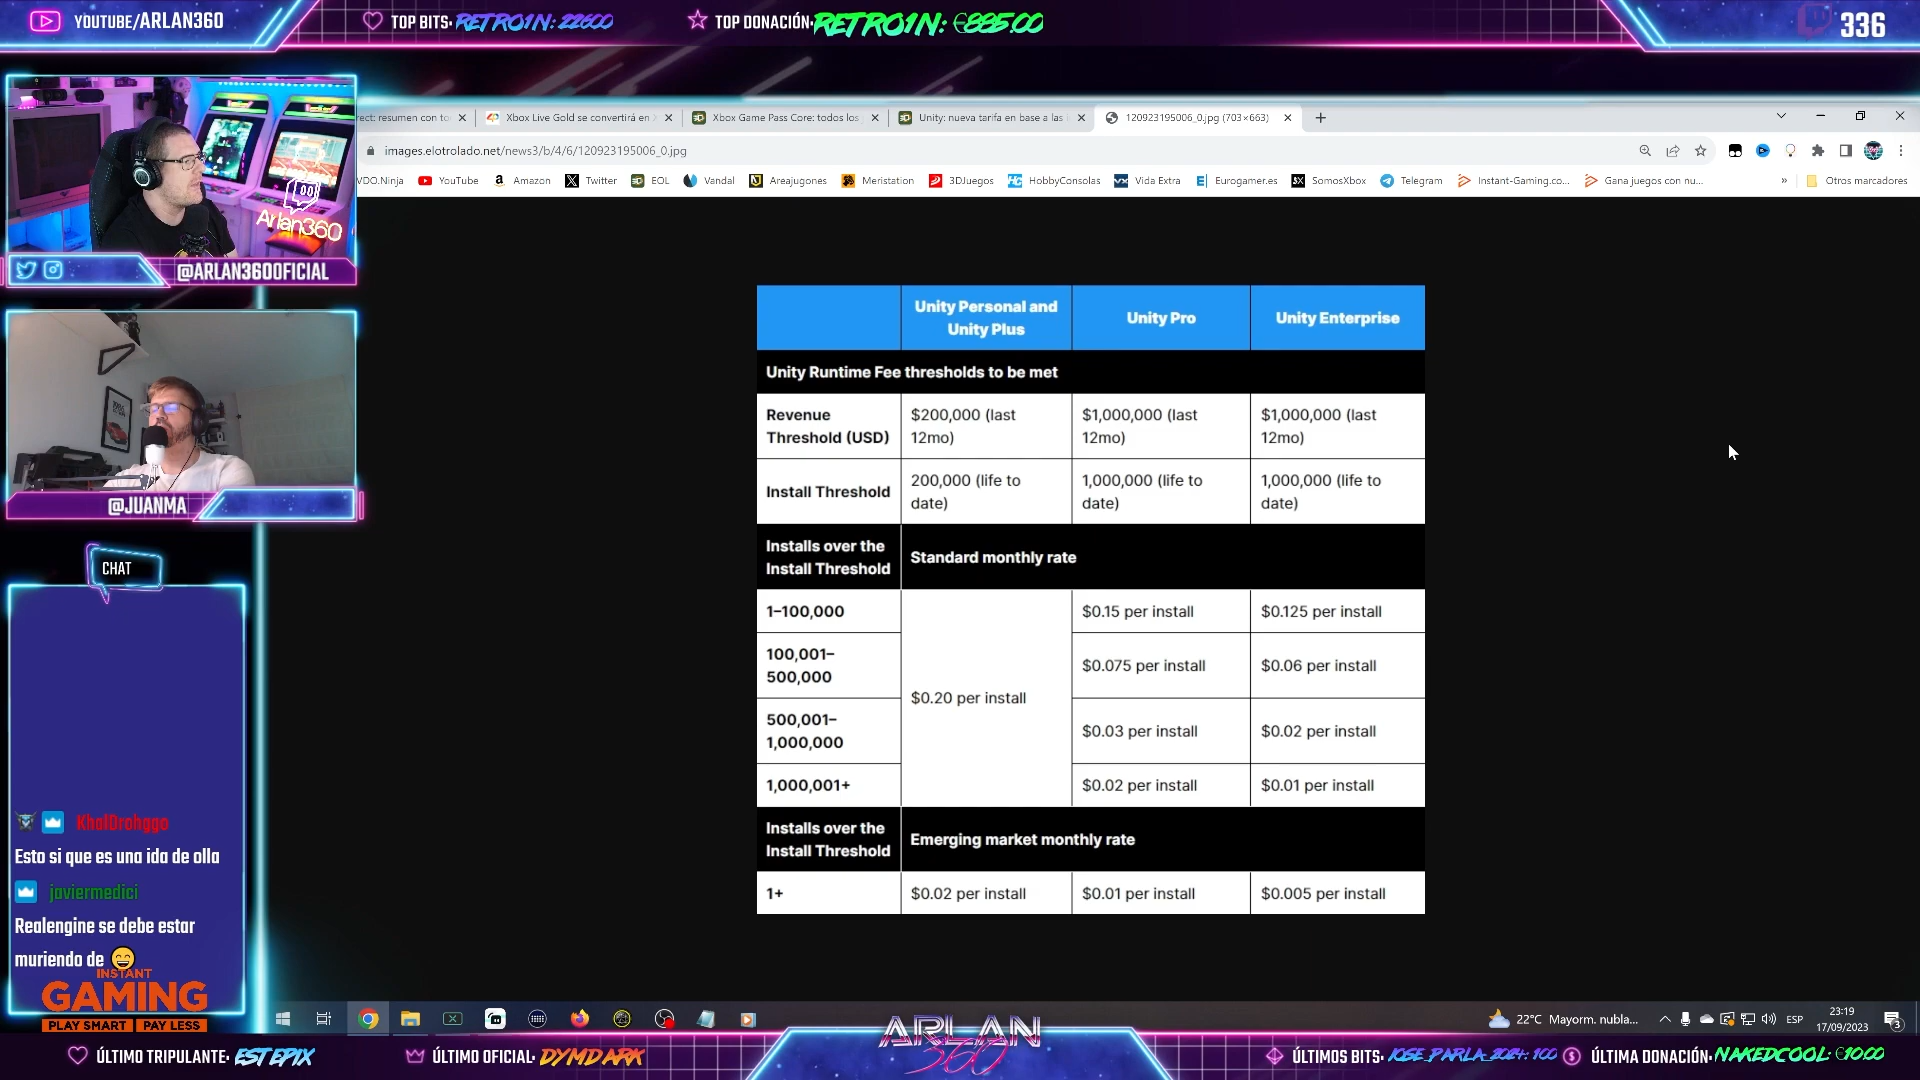 YOUTUBE/ARLAN360
TOP BITS: RETRO1N: 22600
TOP DONACIÓN: RETRO1N: €885.00
336
rect: resumen con to
Xbox Live Gold se convertirá en X
Xbox Game Pass Core: todos los
Unity: nueva tarifa en base a las i
120923195006_0.jpg (703×663)
images.elotrolado.net/news3/b/4/6/120923195006_0.jpg
VDO.Ninja
YouTube
Amazon
Twitter
EOL
Vandal
Areajugones
Meristation
3DJuegos
HobbyConsolas
Vida Extra
Eurogamer.es
SomosXbox
Telegram
Instant-Gaming.co...
Gana juegos con nu...
»
Otros marcadores
Arlan360
@ARLAN360OFICIAL
@JUANMA
Unity Personal and
Unity Plus
Unity Pro
Unity Enterprise
Unity Runtime Fee thresholds to be met
Revenue
Threshold (USD)
$200,000 (last
12mo)
$1,000,000 (last
12mo)
$1,000,000 (last
12mo)
Install Threshold
200,000 (life to
date)
1,000,000 (life to
date)
1,000,000 (life to
date)
Installs over the
Install Threshold
Standard monthly rate
1–100,000
$0.20 per install
$0.15 per install
$0.125 per install
100,001–
500,000
$0.075 per install
$0.06 per install
500,001–
1,000,000
$0.03 per install
$0.02 per install
1,000,001+
$0.02 per install
$0.01 per install
Installs over the
Install Threshold
Emerging market monthly rate
1+
$0.02 per install
$0.01 per install
$0.005 per install
CHAT
KhalDrohggo
Esto si que es una ida de olla
javiermedici
Realengine se debe estar
muriendo de
INSTANT
GAMING
PLAY SMART PAY LESS
22°C Mayorm. nubla...
ESP
23:19
17/09/2023
3
ÚLTIMO TRIPULANTE: ESTEPIX
ÚLTIMO OFICIAL: DYMDARK
ARLAN
360
ÚLTIMOS BITS: JOSE_PARLA_2024: 100
ÚLTIMA DONACIÓN: NAKEDCOOL: €10.00